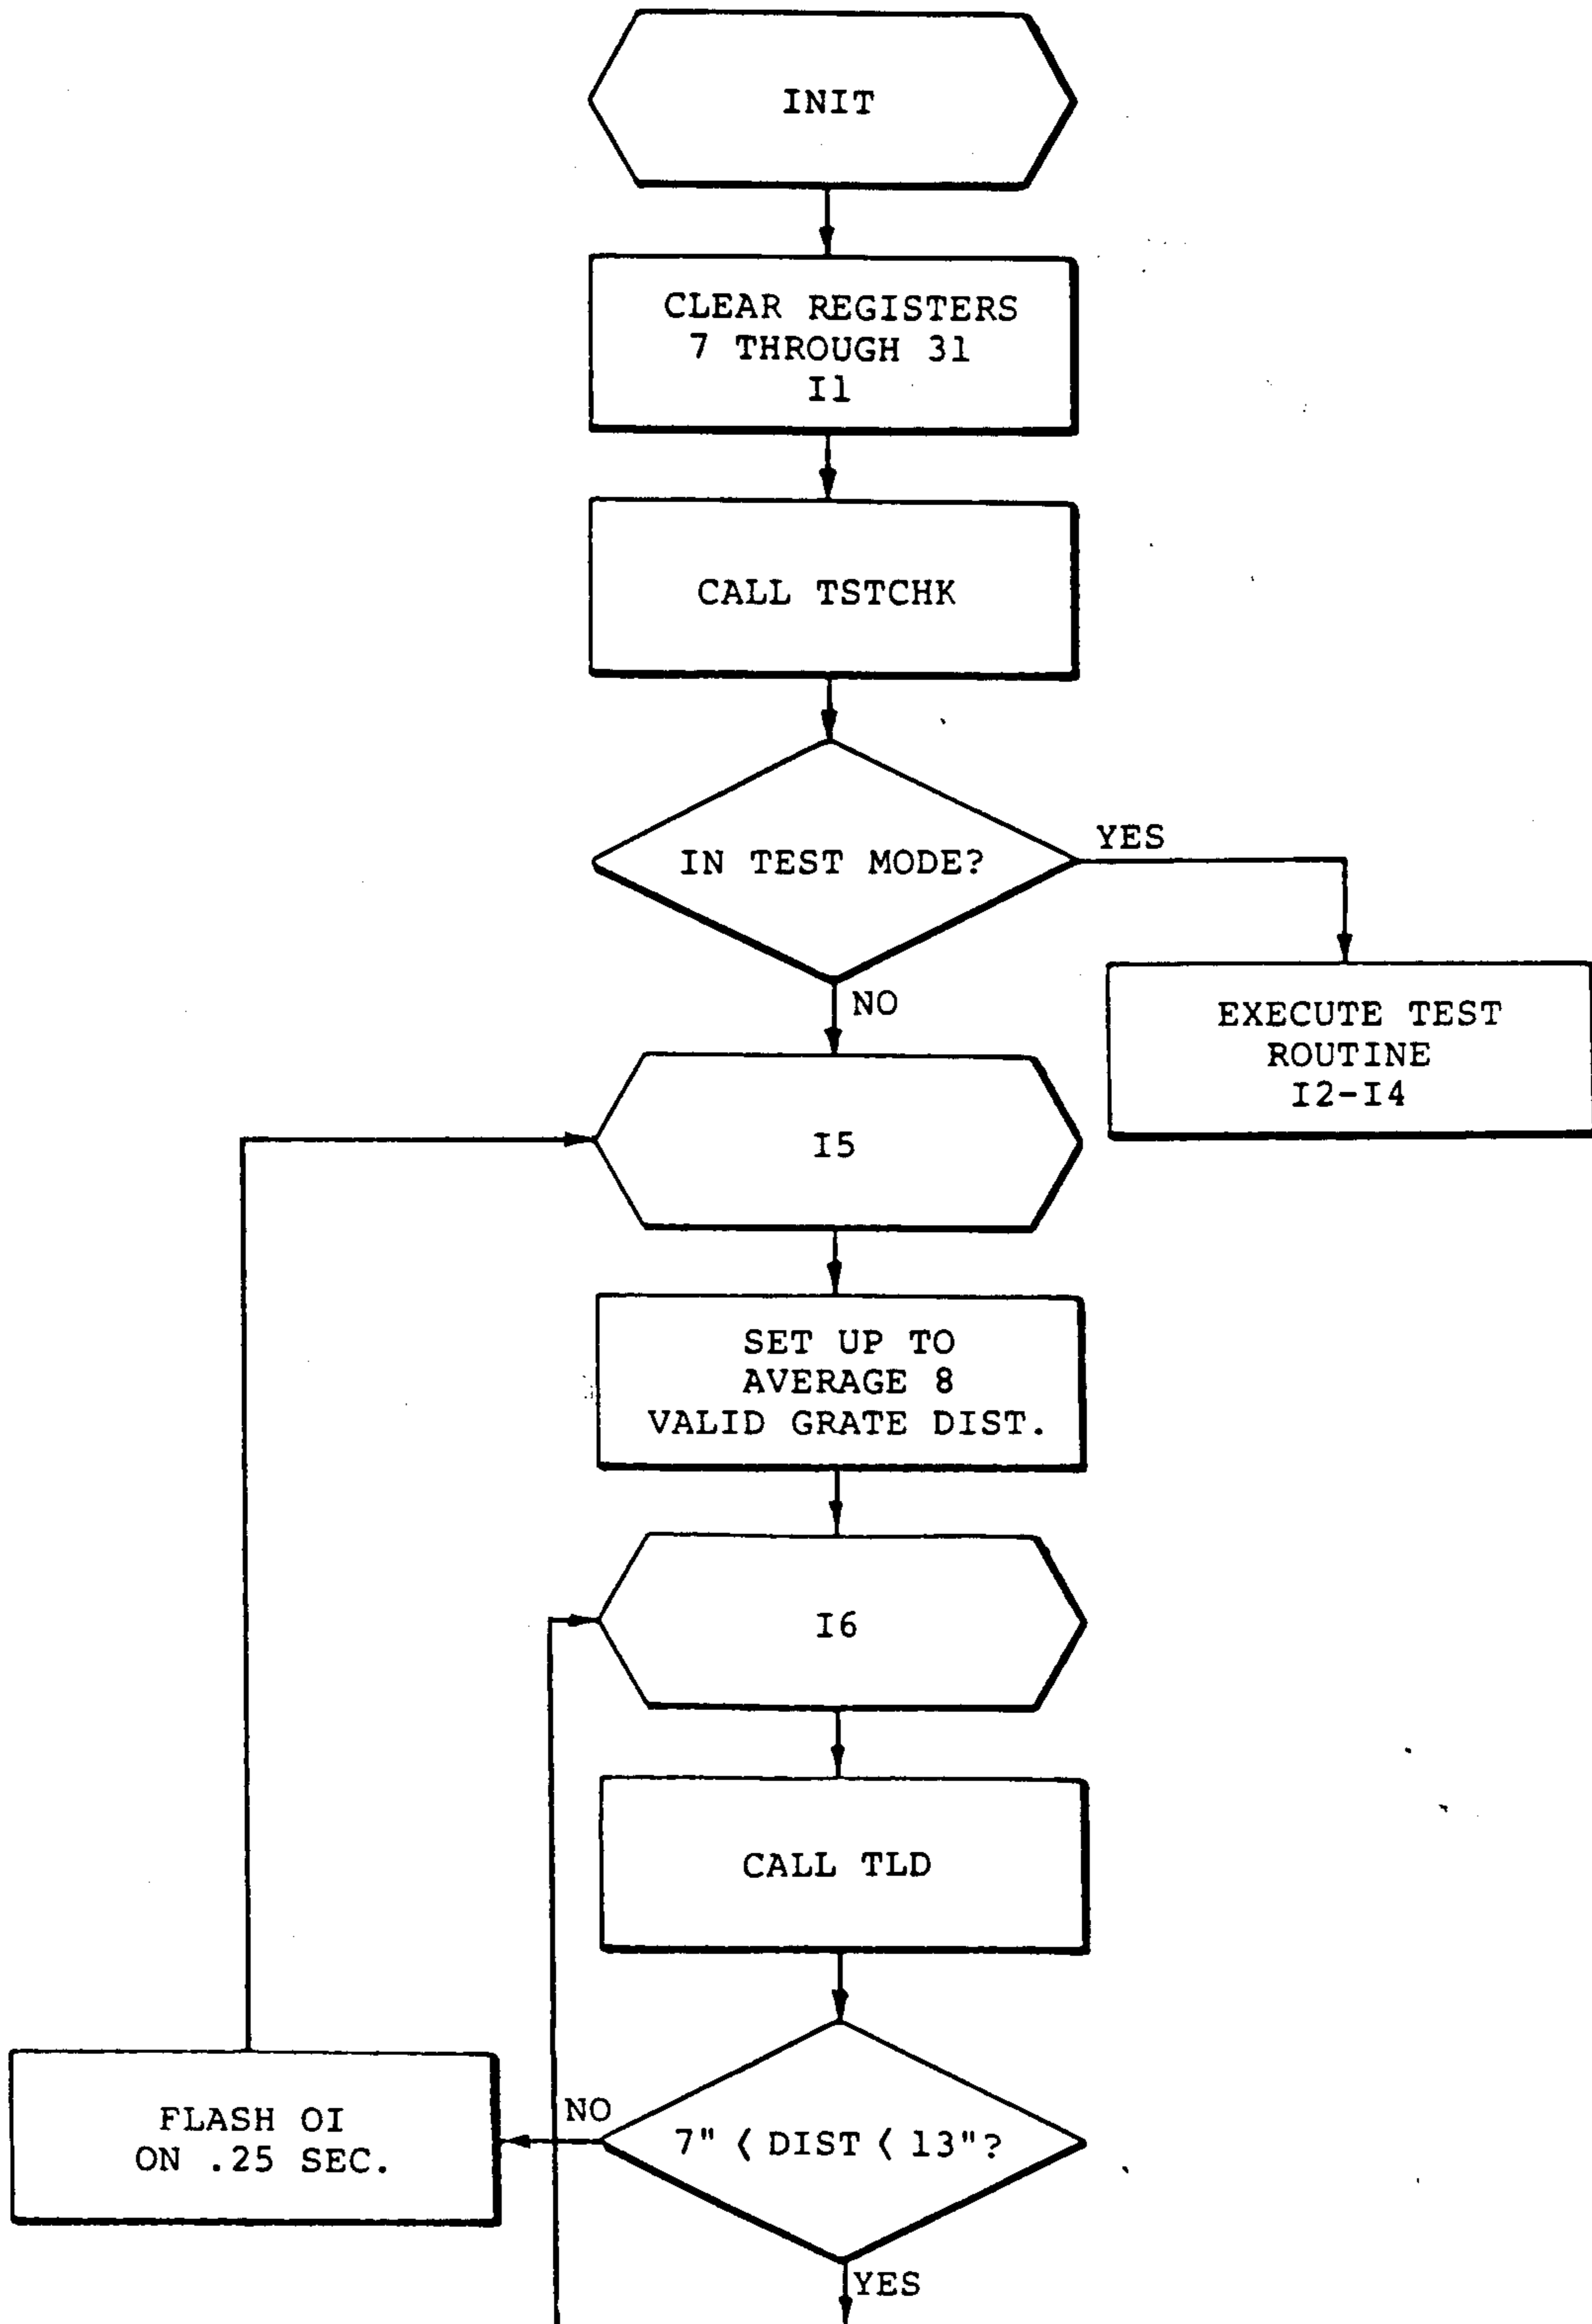 INIT
CLEAR REGISTERS
7 THROUGH 31
I1
CALL TSTCHK
IN TEST MODE?
YES
NO
EXECUTE TEST
ROUTINE
I2-I4
I5
SET UP TO
AVERAGE 8
VALID GRATE DIST.
I6
CALL TLD
NO
7" < DIST < 13"?
FLASH OI
ON .25 SEC.
YES